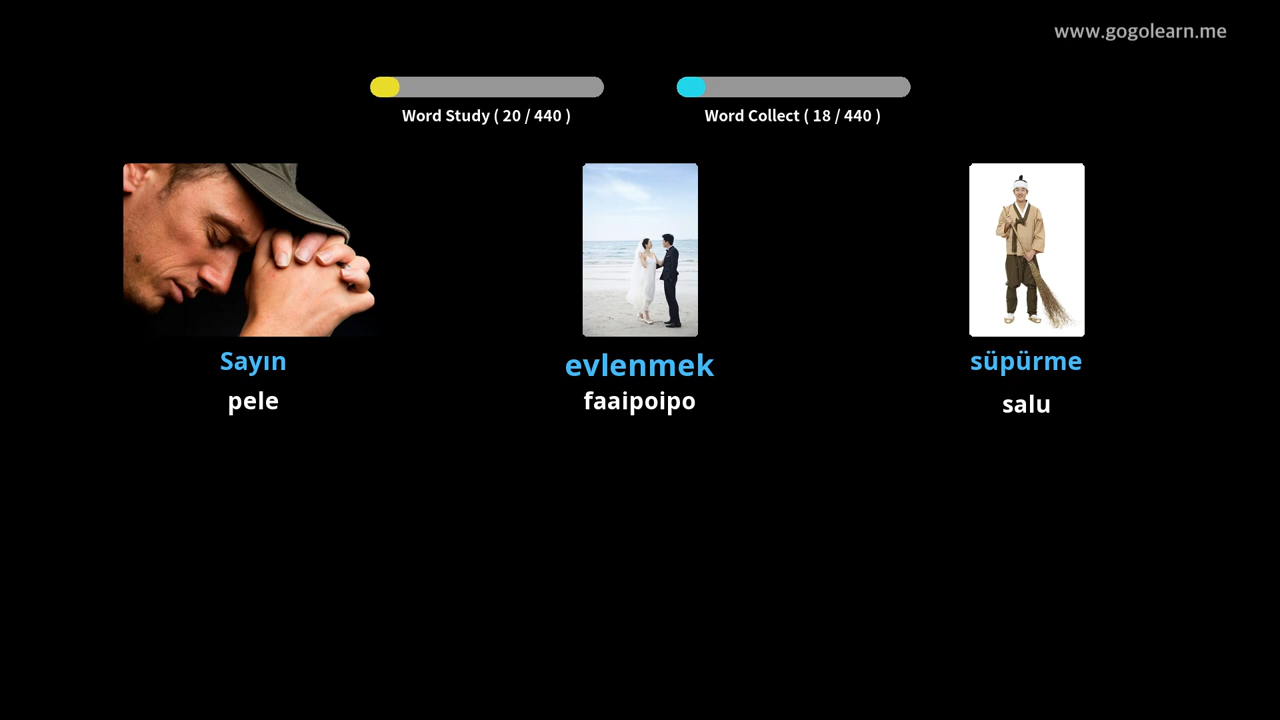 www.gogolearn.me
Word Study ( 20 / 440 )
Word Collect ( 18 / 440 )
Sayın
evlenmek
süpürme
pele
faaipoipo
salu